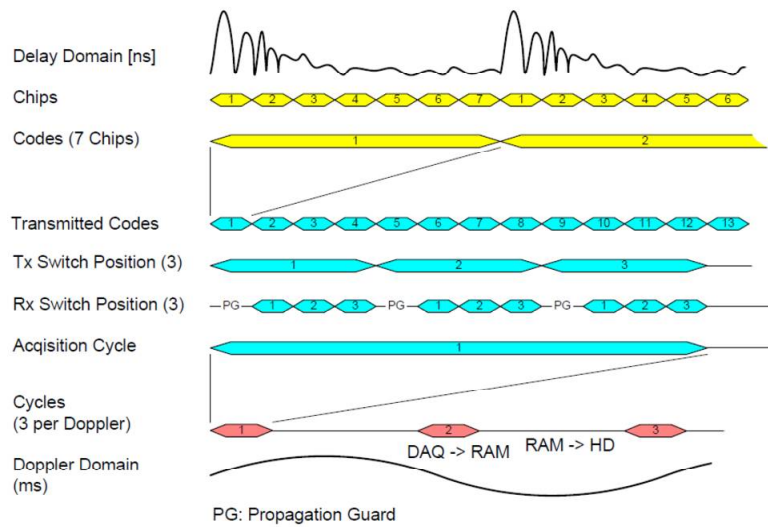 Delay Domain [ns]
Chips 1 2 3 4 5 6 7 1 2 3 4 5 6
Codes (7 Chips) 1 2
Transmitted Codes 1 2 3 4 5 6 7 8 9 10 11 12 13
Tx Switch Position (3) 1 2 3
Rx Switch Position (3) PG 1 2 3 PG 1 2 3 PG 1 2 3
Acqisition Cycle 1
Cycles
(3 per Doppler) 1 2 3
DAQ -> RAM RAM -> HD
Doppler Domain
(ms)
PG: Propagation Guard